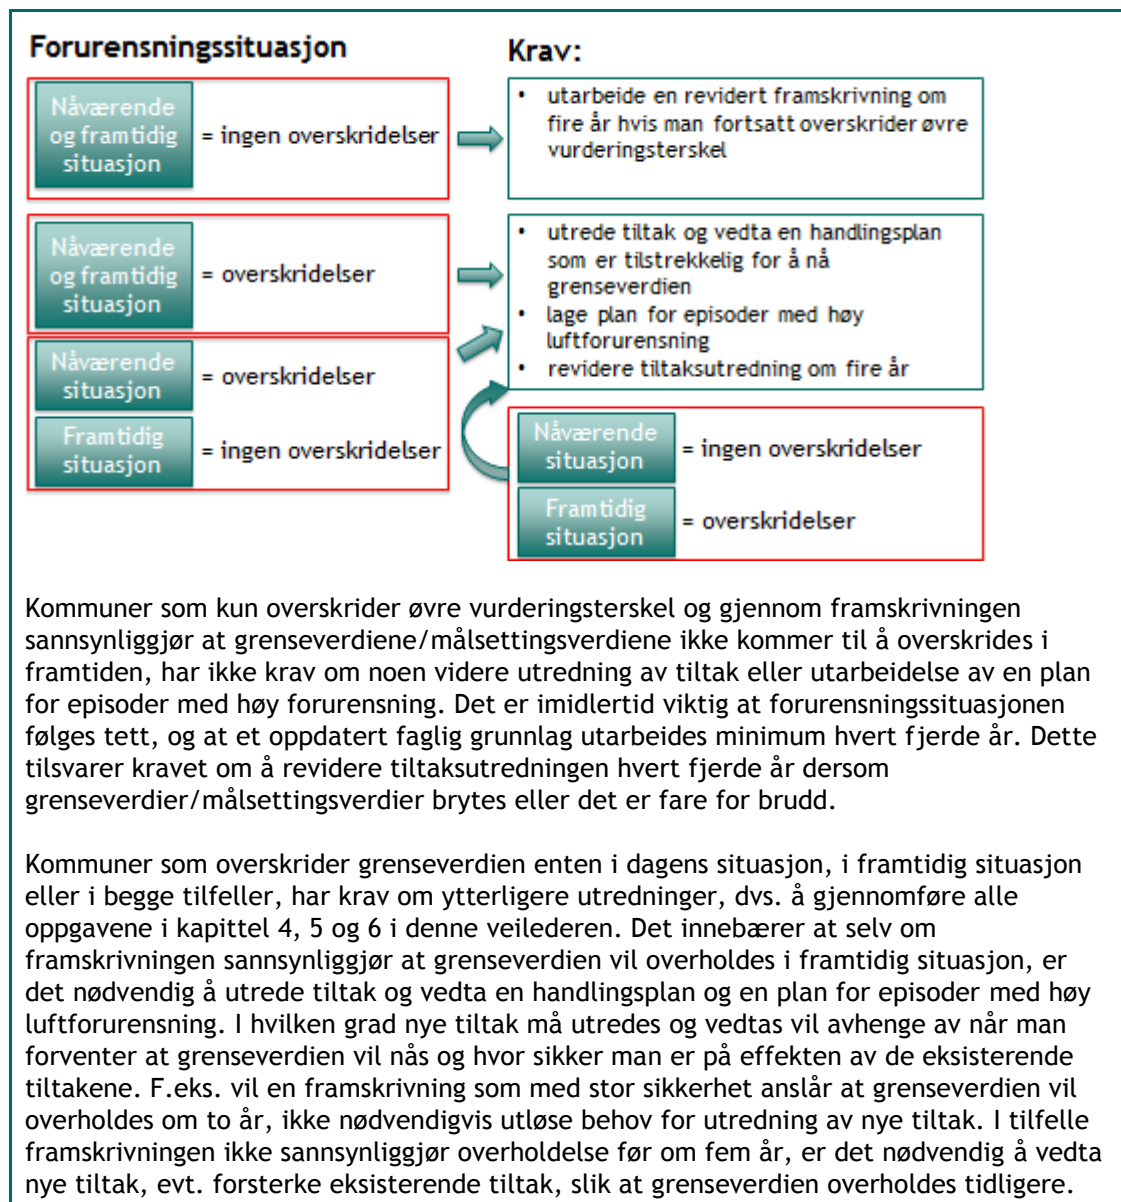 Forurensningssituasjon
Krav:
Nåværende
og framtidig
situasjon
= ingen overskridelser
• utarbeide en revidert framskrivning om
fire år hvis man fortsatt overskrider øvre
vurderingsterskel
Nåværende
og framtidig
situasjon
= overskridelser
• utrede tiltak og vedta en handlingsplan
som er tilstrekkelig for å nå
grenseverdien
• lage plan for episoder med høy
luftforurensning
• revidere tiltaksutredning om fire år
Nåværende
situasjon
= overskridelser
Framtidig
situasjon
= ingen overskridelser
Nåværende
situasjon
= ingen overskridelser
Framtidig
situasjon
= overskridelser
Kommuner som kun overskrider øvre vurderingsterskel og gjennom framskrivningen
sannsynliggjør at grenseverdiene/målsettingsverdiene ikke kommer til å overskrides i
framtiden, har ikke krav om noen videre utredning av tiltak eller utarbeidelse av en plan
for episoder med høy forurensning. Det er imidlertid viktig at forurensningssituasjonen
følges tett, og at et oppdatert faglig grunnlag utarbeides minimum hvert fjerde år. Dette
tilsvarer kravet om å revidere tiltaksutredningen hvert fjerde år dersom
grenseverdier/målsettingsverdier brytes eller det er fare for brudd.
Kommuner som overskrider grenseverdien enten i dagens situasjon, i framtidig situasjon
eller i begge tilfeller, har krav om ytterligere utredninger, dvs. å gjennomføre alle
oppgavene i kapittel 4, 5 og 6 i denne veilederen. Det innebærer at selv om
framskrivningen sannsynliggjør at grenseverdien vil overholdes i framtidig situasjon, er
det nødvendig å utrede tiltak og vedta en handlingsplan og en plan for episoder med høy
luftforurensning. I hvilken grad nye tiltak må utredes og vedtas vil avhenge av når man
forventer at grenseverdien vil nås og hvor sikker man er på effekten av de eksisterende
tiltakene. F.eks. vil en framskrivning som med stor sikkerhet anslår at grenseverdien vil
overholdes om to år, ikke nødvendigvis utløse behov for utredning av nye tiltak. I tilfelle
framskrivningen ikke sannsynliggjør overholdelse før om fem år, er det nødvendig å vedta
nye tiltak, evt. forsterke eksisterende tiltak, slik at grenseverdien overholdes tidligere.